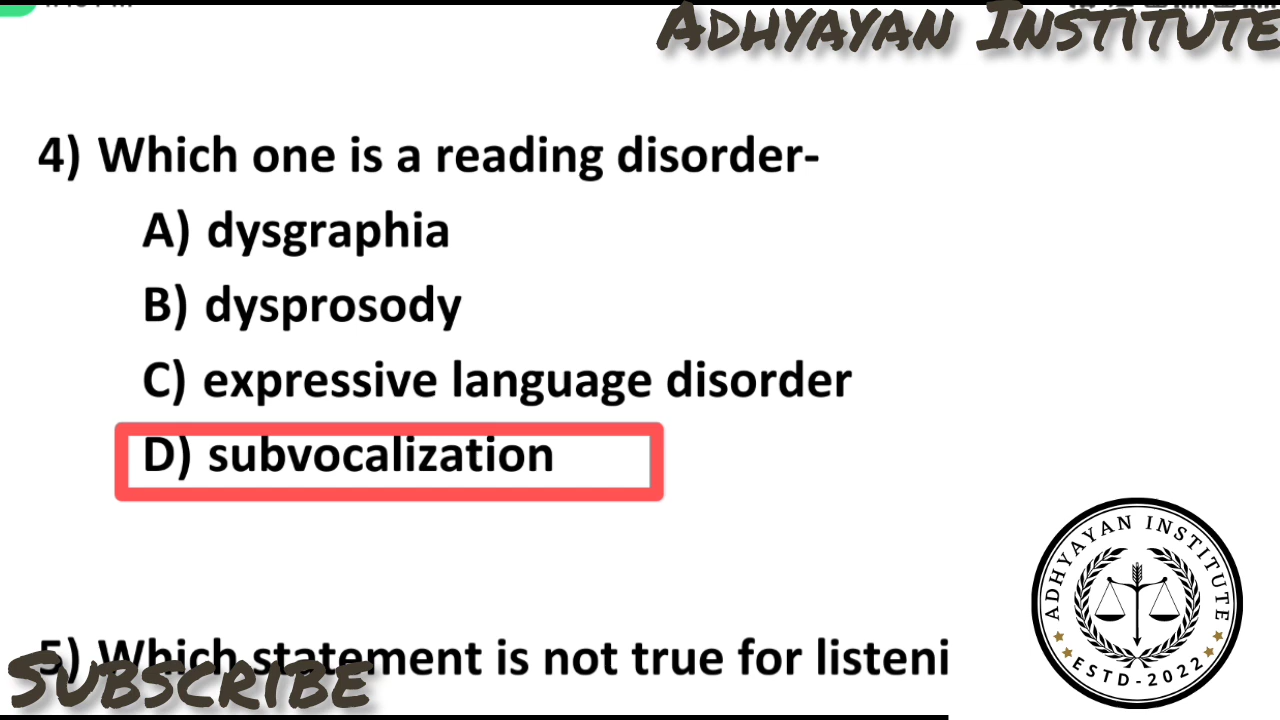 ADHYAYAN INSTITUTE
4) Which one is a reading disorder-
A) dysgraphia
B) dysprosody
C) expressive language disorder
D) subvocalization
5) Which statement is not true for listeni
SUBSCRIBE
ADHYAYAN INSTITUTE
ESTD-2022